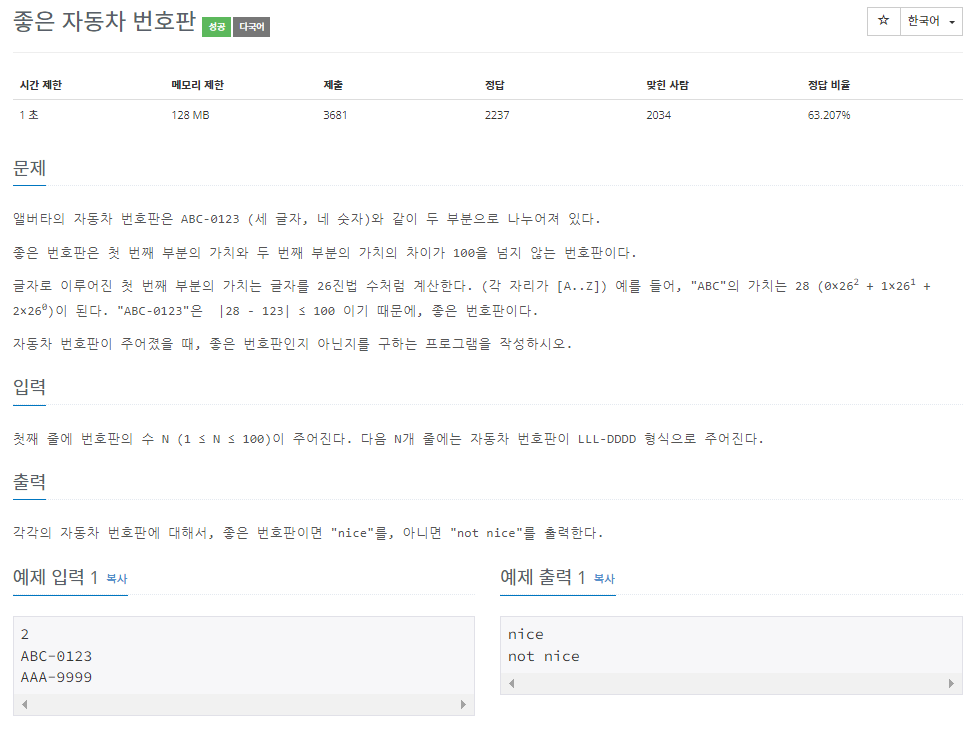 좋은 자동차 번호판 성공 다국어
☆ 한국어
시간 제한 메모리 제한 제출 정답 맞힌 사람 정답 비율
1 초 128 MB 3681 2237 2034 63.207%
문제
앨버타의 자동차 번호판은 ABC-0123 (세 글자, 네 숫자)와 같이 두 부분으로 나누어져 있다.
좋은 번호판은 첫 번째 부분의 가치와 두 번째 부분의 가치의 차이가 100을 넘지 않는 번호판이다.
글자로 이루어진 첫 번째 부분의 가치는 글자를 26진법 수처럼 계산한다. (각 자리가 [A..Z]) 예를 들어, "ABC"의 가치는 28 (0×26² + 1×26¹ +
2×26⁰)이 된다. "ABC-0123"은 |28 - 123| ≤ 100 이기 때문에, 좋은 번호판이다.
자동차 번호판이 주어졌을 때, 좋은 번호판인지 아닌지를 구하는 프로그램을 작성하시오.
입력
첫째 줄에 번호판의 수 N (1 ≤ N ≤ 100)이 주어진다. 다음 N개 줄에는 자동차 번호판이 LLL-DDDD 형식으로 주어진다.
출력
각각의 자동차 번호판에 대해서, 좋은 번호판이면 "nice"를, 아니면 "not nice"를 출력한다.
예제 입력 1 복사
2
ABC-0123
AAA-9999
예제 출력 1 복사
nice
not nice